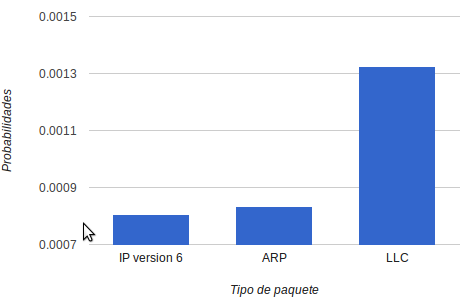 0.0015
0.0013
0.0011
0.0009
0.0007
Probabilidades
IP version 6 ARP LLC
Tipo de paquete